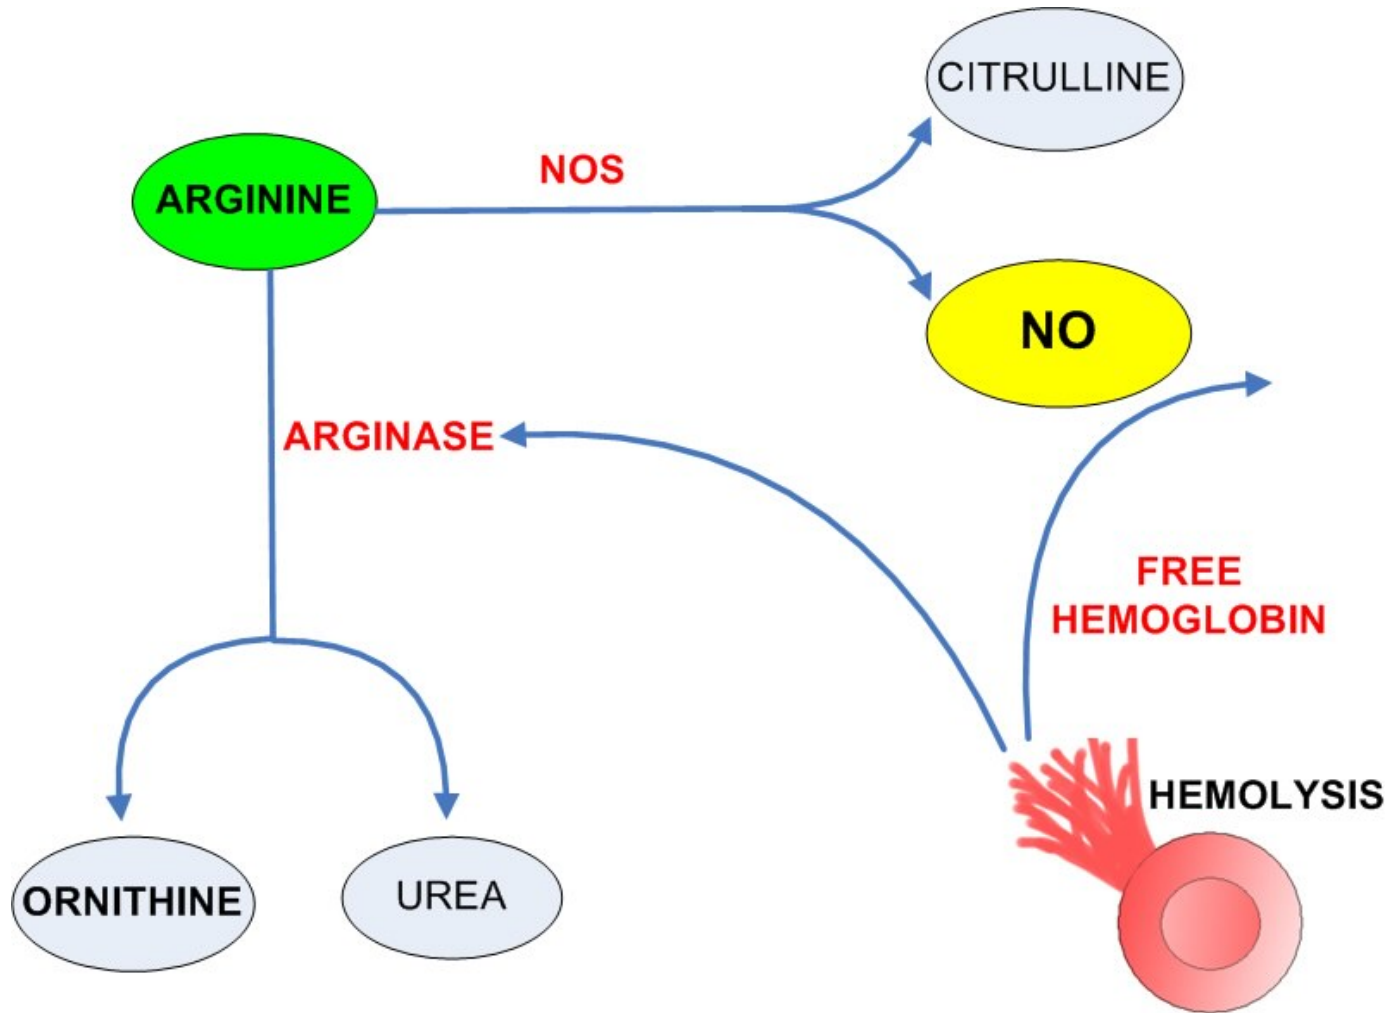 CITRULLINE
NOS
ARGININE
NO
ARGINASE
FREE
HEMOGLOBIN
HEMOLYSIS
ORNITHINE
UREA